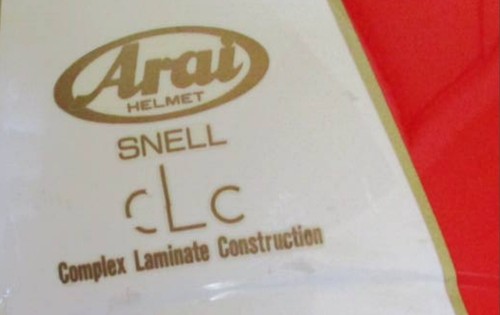 Arai
HELMET
SNELL
cLc
Complex Laminate Construction